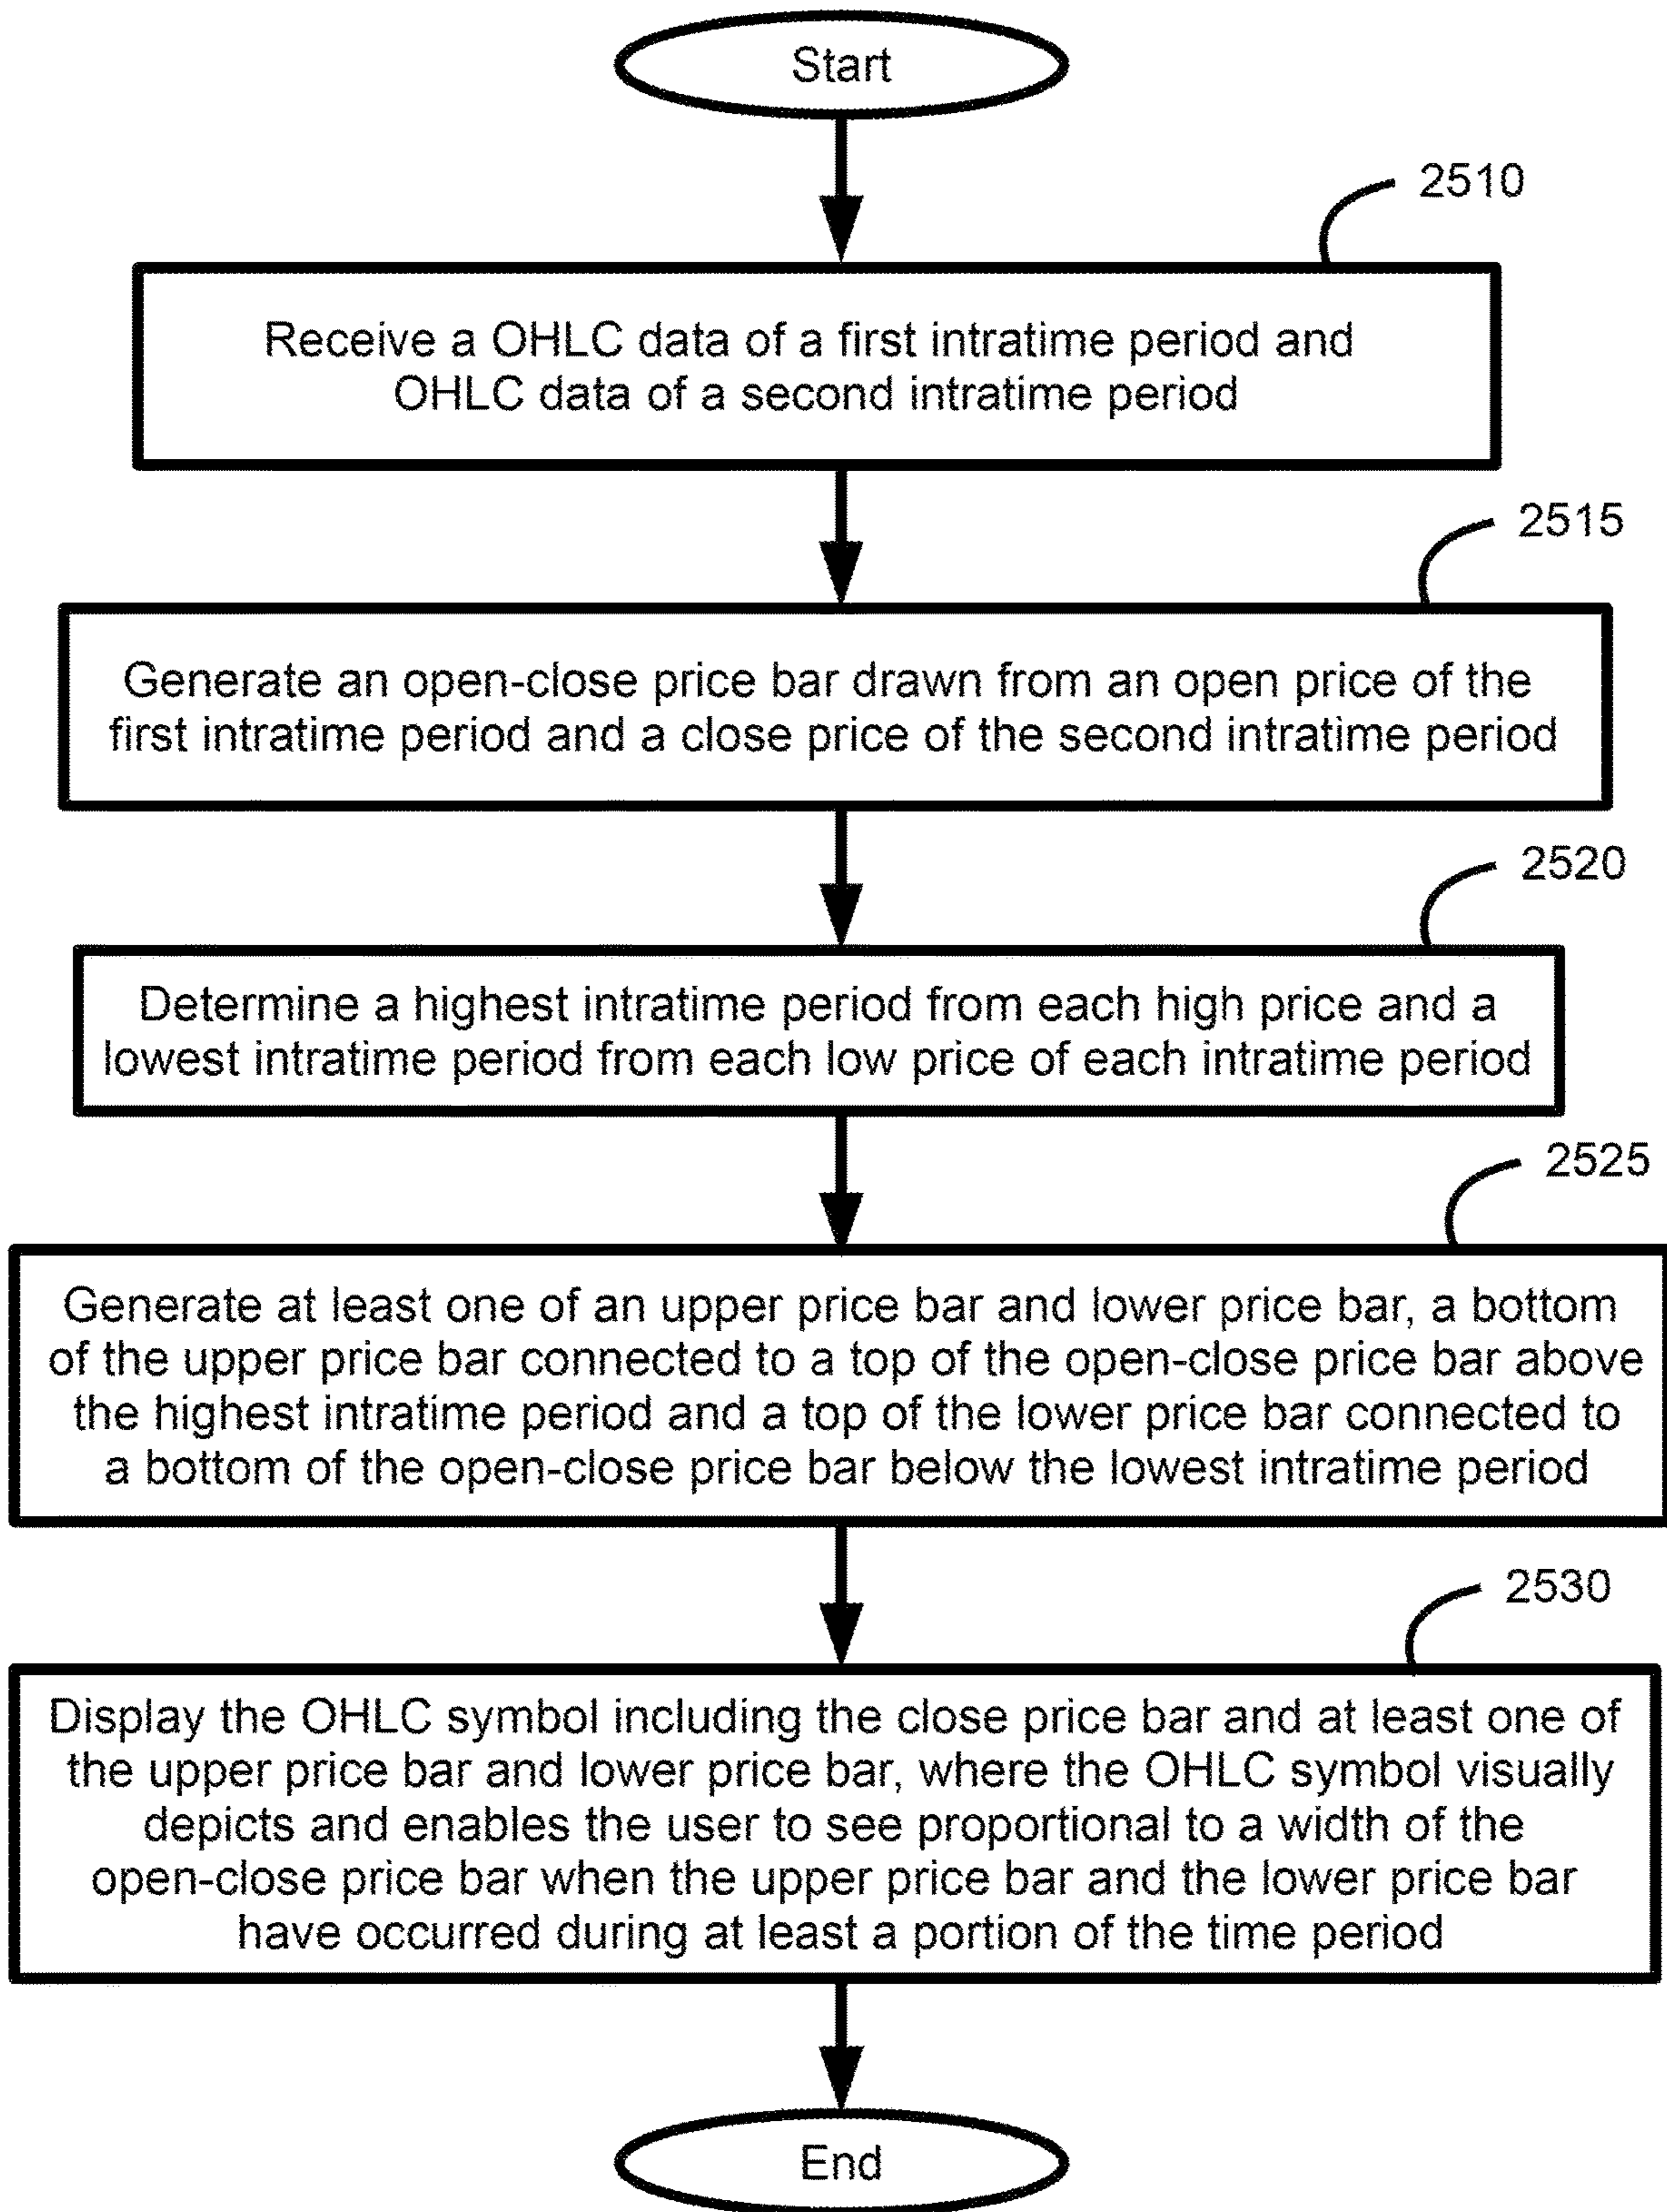 Start
2510
Receive a OHLC data of a first intratime period and
OHLC data of a second intratime period
2515
Generate an open-close price bar drawn from an open price of the
first intratime period and a close price of the second intratime period
2520
Determine a highest intratime period from each high price and a
lowest intratime period from each low price of each intratime period
2525
Generate at least one of an upper price bar and lower price bar, a bottom
of the upper price bar connected to a top of the open-close price bar above
the highest intratime period and a top of the lower price bar connected to
a bottom of the open-close price bar below the lowest intratime period
2530
Display the OHLC symbol including the close price bar and at least one of
the upper price bar and lower price bar, where the OHLC symbol visually
depicts and enables the user to see proportional to a width of the
open-close price bar when the upper price bar and the lower price bar
have occurred during at least a portion of the time period
End